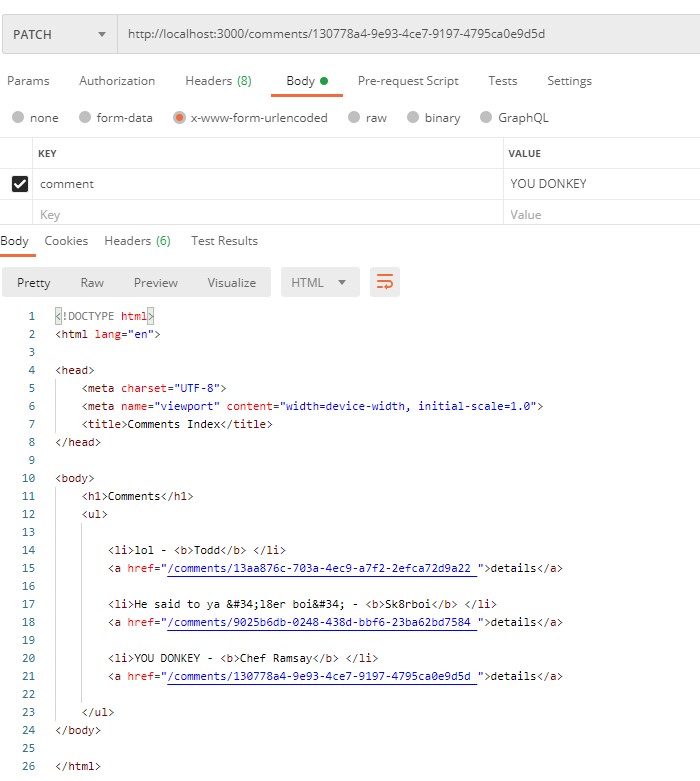 PATCH http://localhost:3000/comments/130778a4-9e93-4ce7-9197-4795ca0e9d5d
Params Authorization Headers (8) Body Pre-request Script Tests Settings
none form-data x-www-form-urlencoded raw binary GraphQL
KEY VALUE
comment YOU DONKEY
Key Value
Body Cookies Headers (6) Test Results
Pretty Raw Preview Visualize HTML
1 <!DOCTYPE html>
2 <html lang="en">
3
4 <head>
5 <meta charset="UTF-8">
6 <meta name="viewport" content="width=device-width, initial-scale=1.0">
7 <title>Comments Index</title>
8 </head>
9
10 <body>
11 <h1>Comments</h1>
12 <ul>
13
14 <li>lol - <b>Todd</b> </li>
15 <a href="/comments/13aa876c-703a-4ec9-a7f2-2efca72d9a22 ">details</a>
16
17 <li>He said to ya &#34;l8er boi&#34; - <b>Sk8rboi</b> </li>
18 <a href="/comments/9025b6db-0248-438d-bbf6-23ba62bd7584 ">details</a>
19
20 <li>YOU DONKEY - <b>Chef Ramsay</b> </li>
21 <a href="/comments/130778a4-9e93-4ce7-9197-4795ca0e9d5d ">details</a>
22
23 </ul>
24 </body>
25
26 </html>